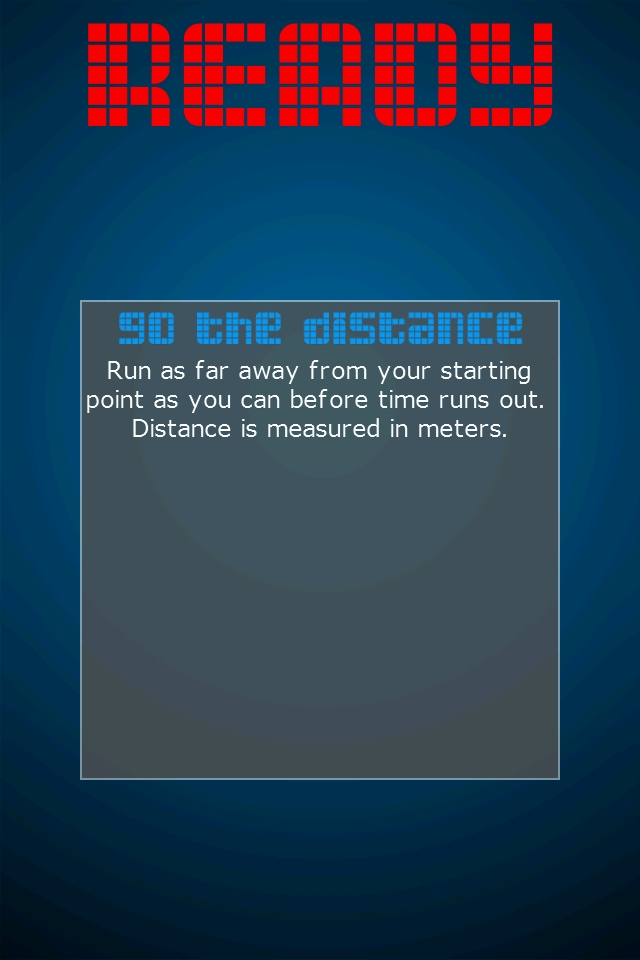 READY
go the distance
Run as far away from your starting
point as you can before time runs out.
Distance is measured in meters.